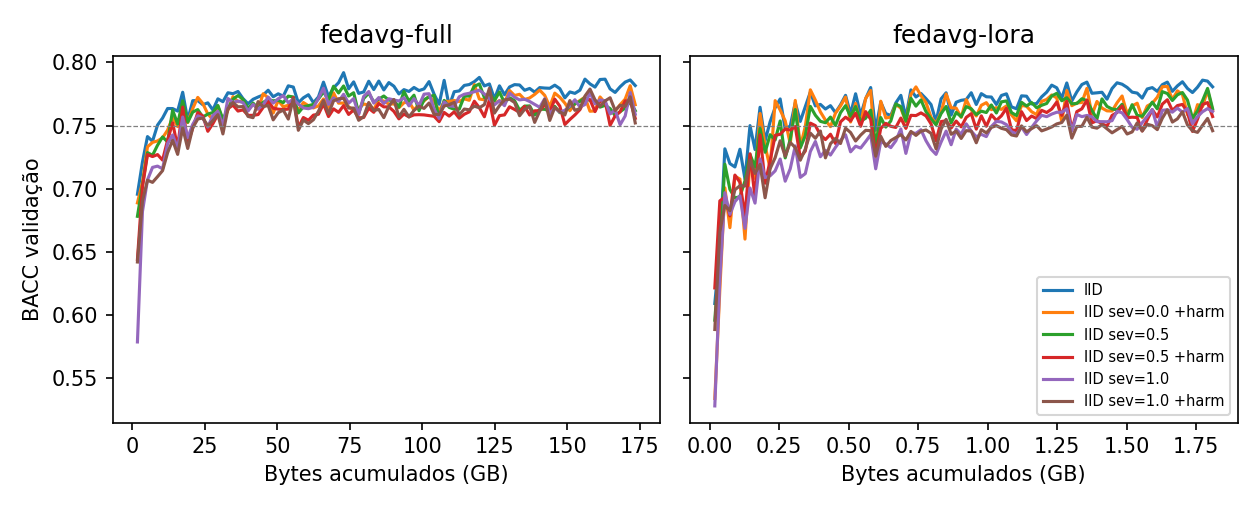 fedavg-full
fedavg-lora
0.80
0.75
0.70
0.65
0.60
0.55
BACC validação
0 25 50 75 100 125 150 175
Bytes acumulados (GB)
0.00 0.25 0.50 0.75 1.00 1.25 1.50 1.75
Bytes acumulados (GB)
IID
IID sev=0.0 +harm
IID sev=0.5
IID sev=0.5 +harm
IID sev=1.0
IID sev=1.0 +harm